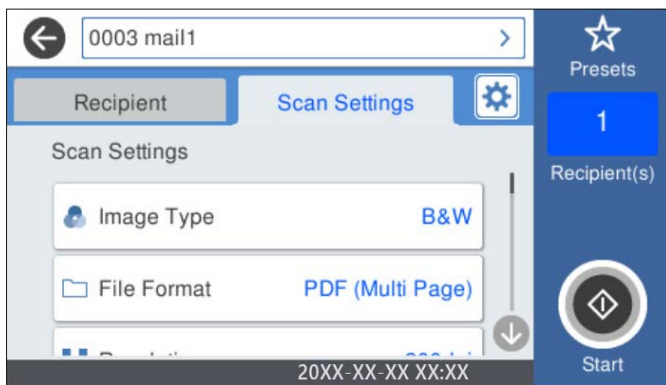 0003 mail1
Presets
Recipient
Scan Settings
1
Recipient(s)
Scan Settings
Image Type B&W
File Format PDF (Multi Page)
Start
20XX-XX-XX XX:XX